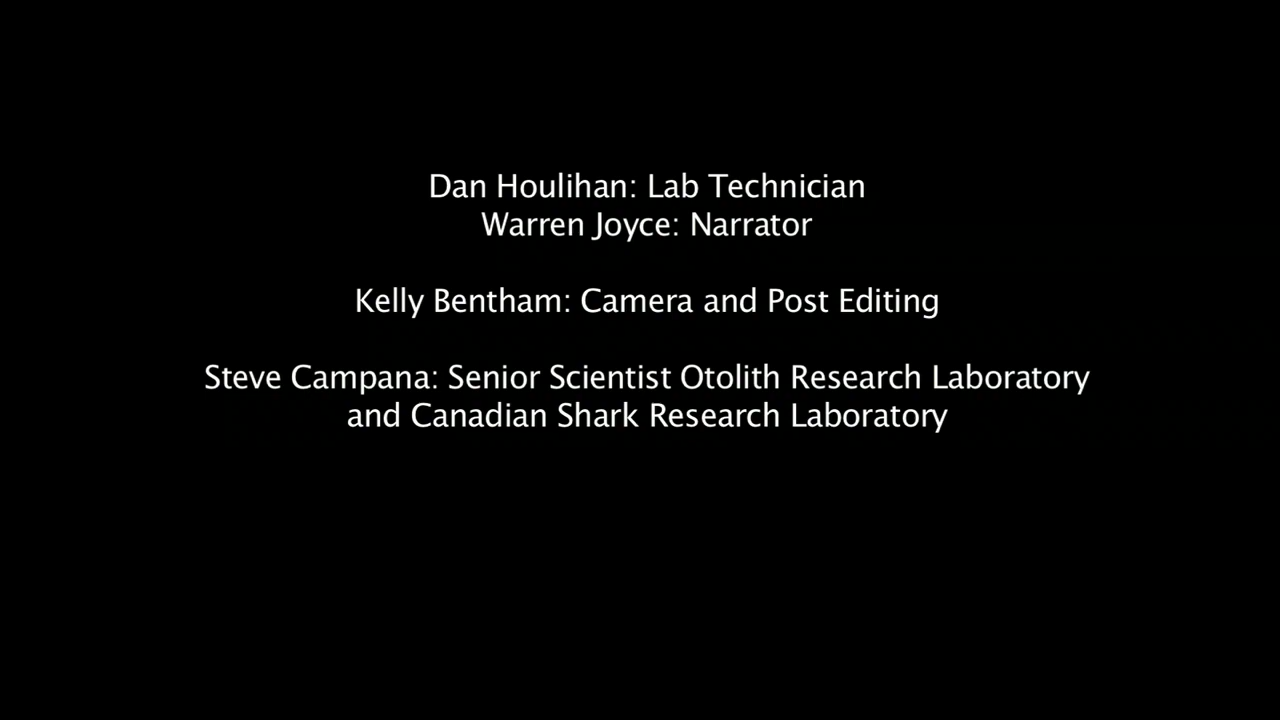 Dan Houlihan: Lab Technician
Warren Joyce: Narrator
Kelly Bentham: Camera and Post Editing
Steve Campana: Senior Scientist Otolith Research Laboratory
and Canadian Shark Research Laboratory